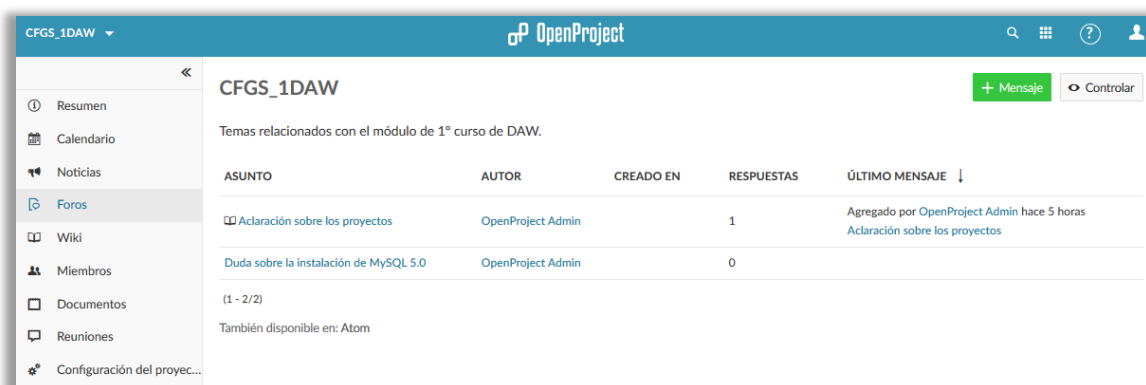 CFGS_1DAW
OpenProject
?
Resumen
Calendario
Noticias
Foros
Wiki
Miembros
Documentos
Reuniones
Configuración del proyec...
CFGS_1DAW
+ Mensaje
Controlar
Temas relacionados con el módulo de 1º curso de DAW.
ASUNTO AUTOR CREADO EN RESPUESTAS ÚLTIMO MENSAJE ↓
Aclaración sobre los proyectos OpenProject Admin 1 Agregado por OpenProject Admin hace 5 horas
Aclaración sobre los proyectos
Duda sobre la instalación de MySQL 5.0 OpenProject Admin 0
(1 - 2/2)
También disponible en: Atom